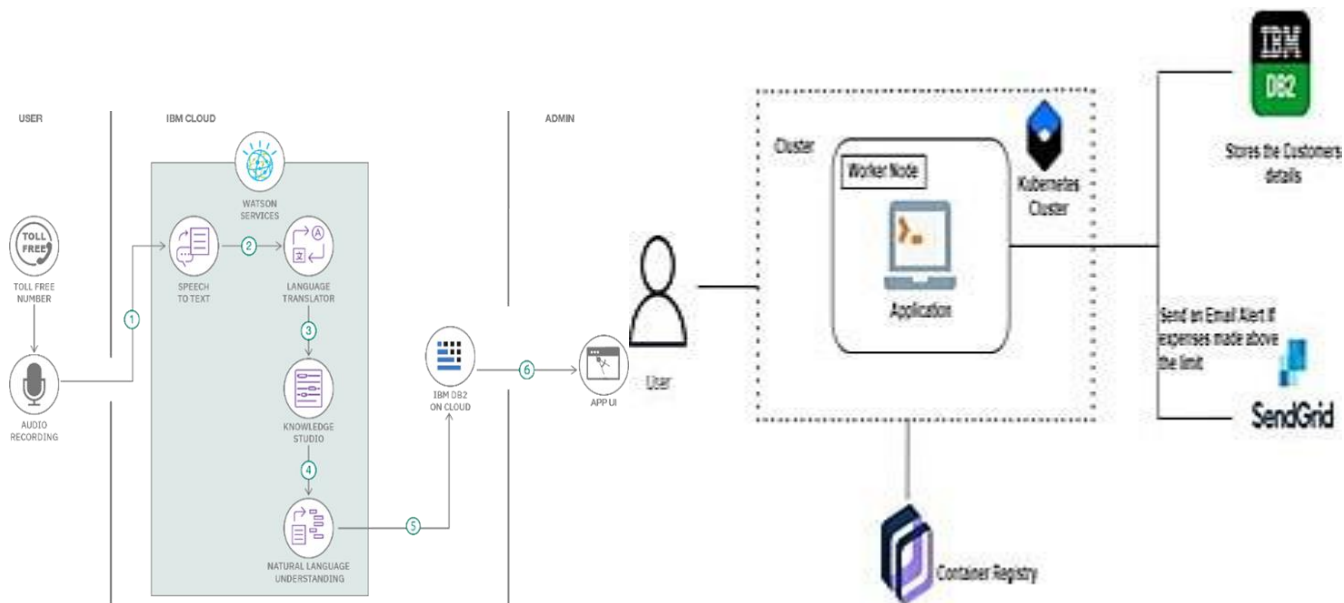 USER
IBM CLOUD
ADMIN
WATSON
SERVICES
TOLL
FREE
TOLL FREE
NUMBER
1
SPEECH
TO TEXT
2
A
文
LANGUAGE
TRANSLATOR
3
AUDIO
RECORDING
KNOWLEDGE
STUDIO
4
NATURAL LANGUAGE
UNDERSTANDING
5
IBM DB2
ON CLOUD
6
APP UI
User
Cluster
Worker Node
Application
Kubernetes
Cluster
Container Registry
IBM
DB2
Stores the Customers
details
Send an Email Alert if
expenses made above
the limit
SendGrid